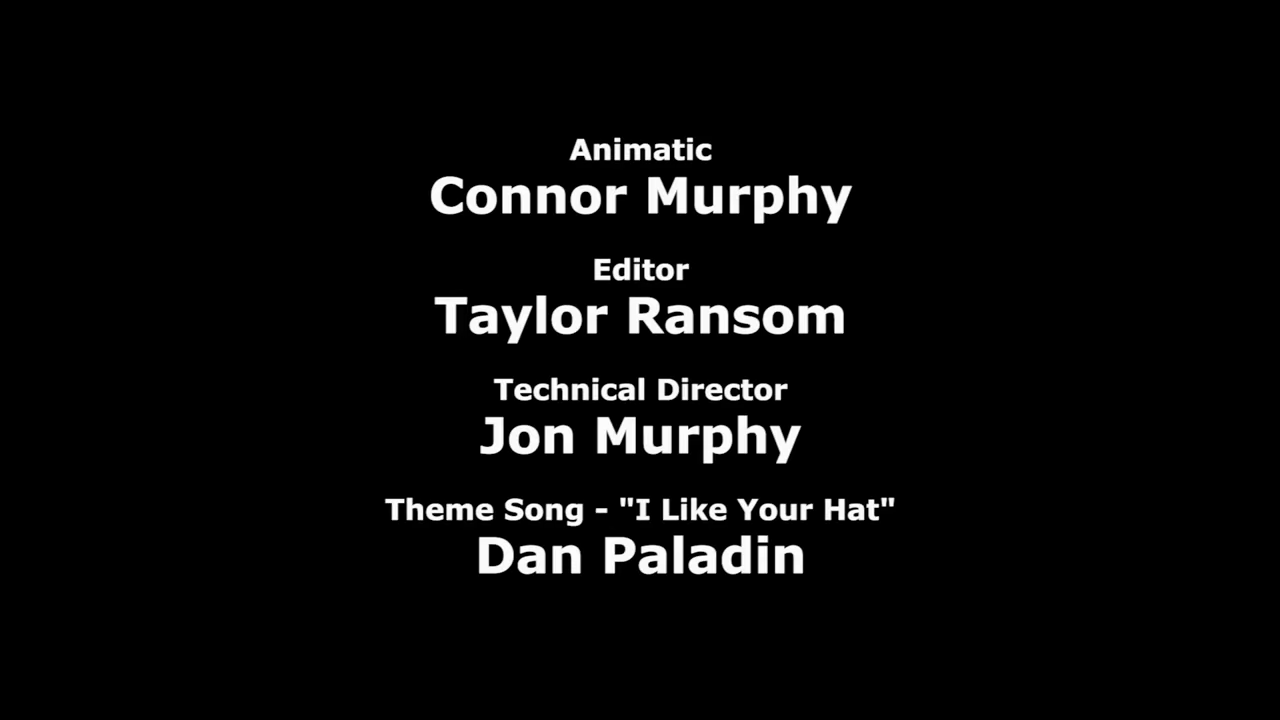 Animatic
Connor Murphy
Editor
Taylor Ransom
Technical Director
Jon Murphy
Theme Song - "I Like Your Hat"
Dan Paladin